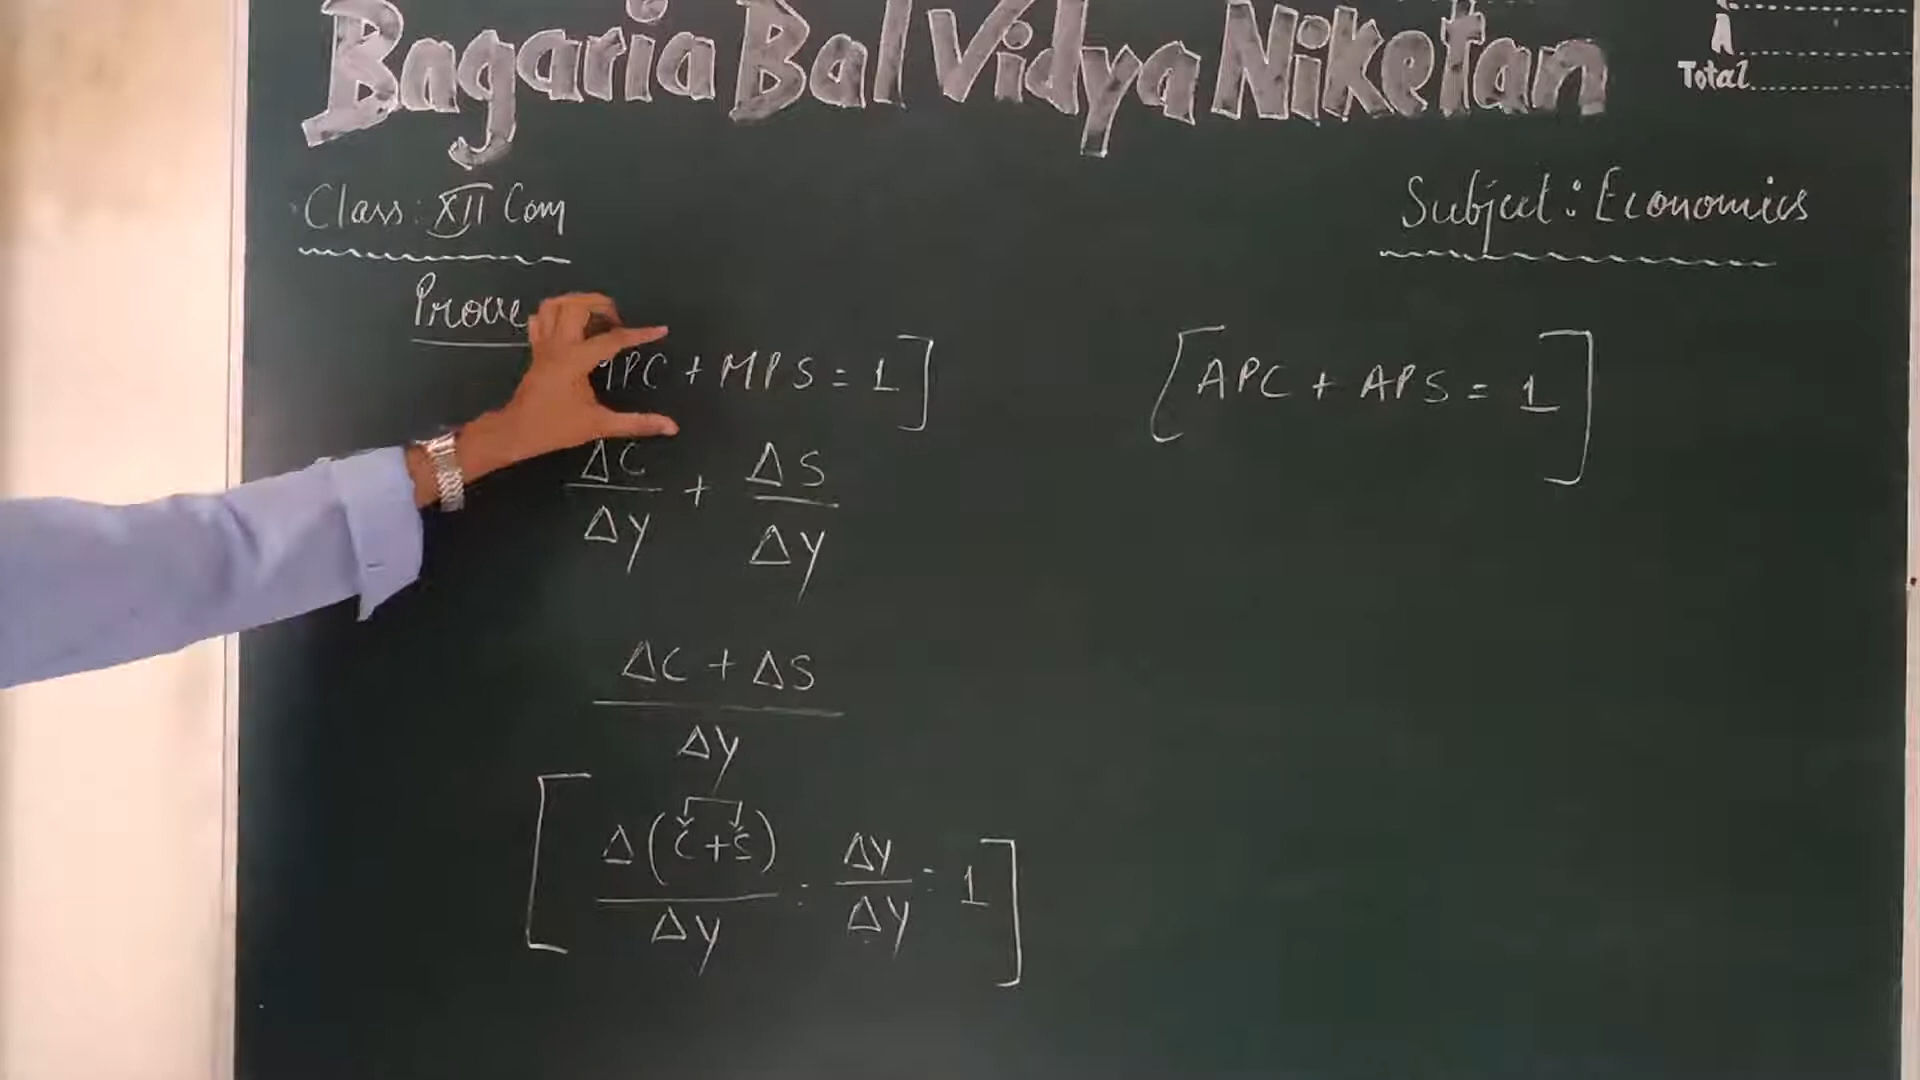 Bagaria Bal Vidya Niketan
A
Total
Class: XII Com
Subject: Economics
Prove
MPC + MPS = 1]
[APC + APS = 1]
ΔC/ΔY + ΔS/ΔY
ΔC + ΔS
ΔY
[Δ(C+S)/ΔY = ΔY/ΔY = 1]